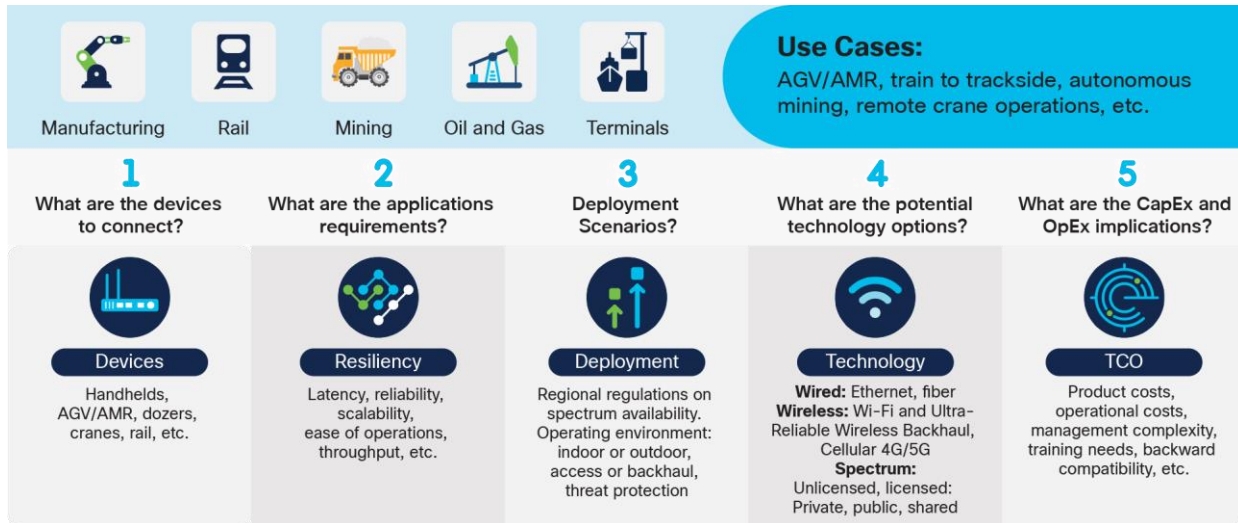 Manufacturing
Rail
Mining
Oil and Gas
Terminals
Use Cases:
AGV/AMR, train to trackside, autonomous
mining, remote crane operations, etc.
1
What are the devices
to connect?
Devices
Handhelds,
AGV/AMR, dozers,
cranes, rail, etc.
2
What are the applications
requirements?
Resiliency
Latency, reliability,
scalability,
ease of operations,
throughput, etc.
3
Deployment
Scenarios?
Deployment
Regional regulations on
spectrum availability.
Operating environment:
indoor or outdoor,
access or backhaul,
threat protection
4
What are the potential
technology options?
Technology
Wired: Ethernet, fiber
Wireless: Wi-Fi and Ultra-
Reliable Wireless Backhaul,
Cellular 4G/5G
Spectrum:
Unlicensed, licensed:
Private, public, shared
5
What are the CapEx and
OpEx implications?
TCO
Product costs,
operational costs,
management complexity,
training needs, backward
compatibility, etc.